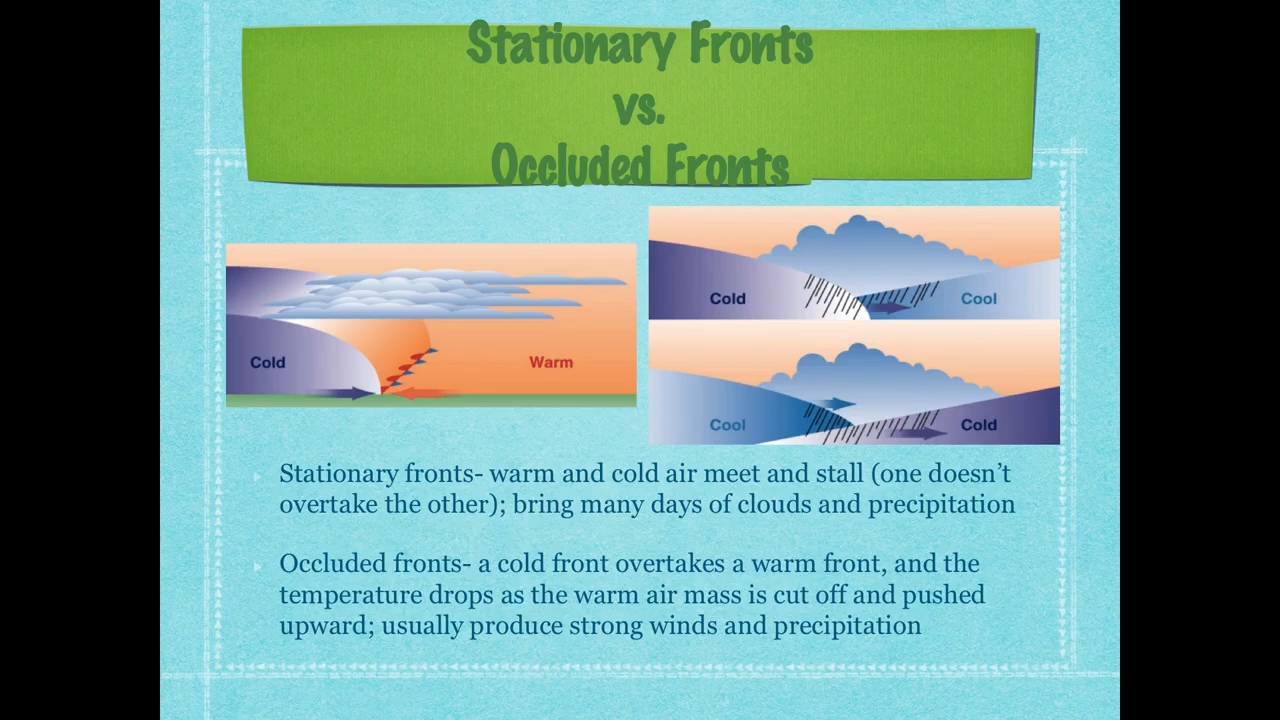 Stationary Fronts
vs.
Occluded Fronts
Cold
Warm
Cold
Cool
Cool
Cold
Stationary fronts- warm and cold air meet and stall (one doesn’t
overtake the other); bring many days of clouds and precipitation
Occluded fronts- a cold front overtakes a warm front, and the
temperature drops as the warm air mass is cut off and pushed
upward; usually produce strong winds and precipitation